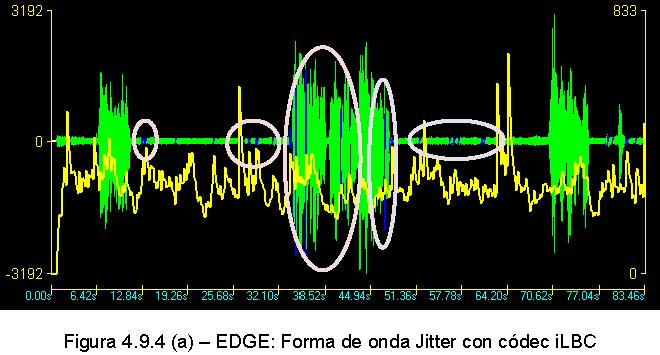 3192 833
0
-3192 0
0.00s 6.42s 12.84s 19.26s 25.68s 32.10s 38.52s 44.94s 51.36s 57.78s 64.20s 70.62s 77.04s 83.46s
Figura 4.9.4 (a) – EDGE: Forma de onda Jitter con códec iLBC